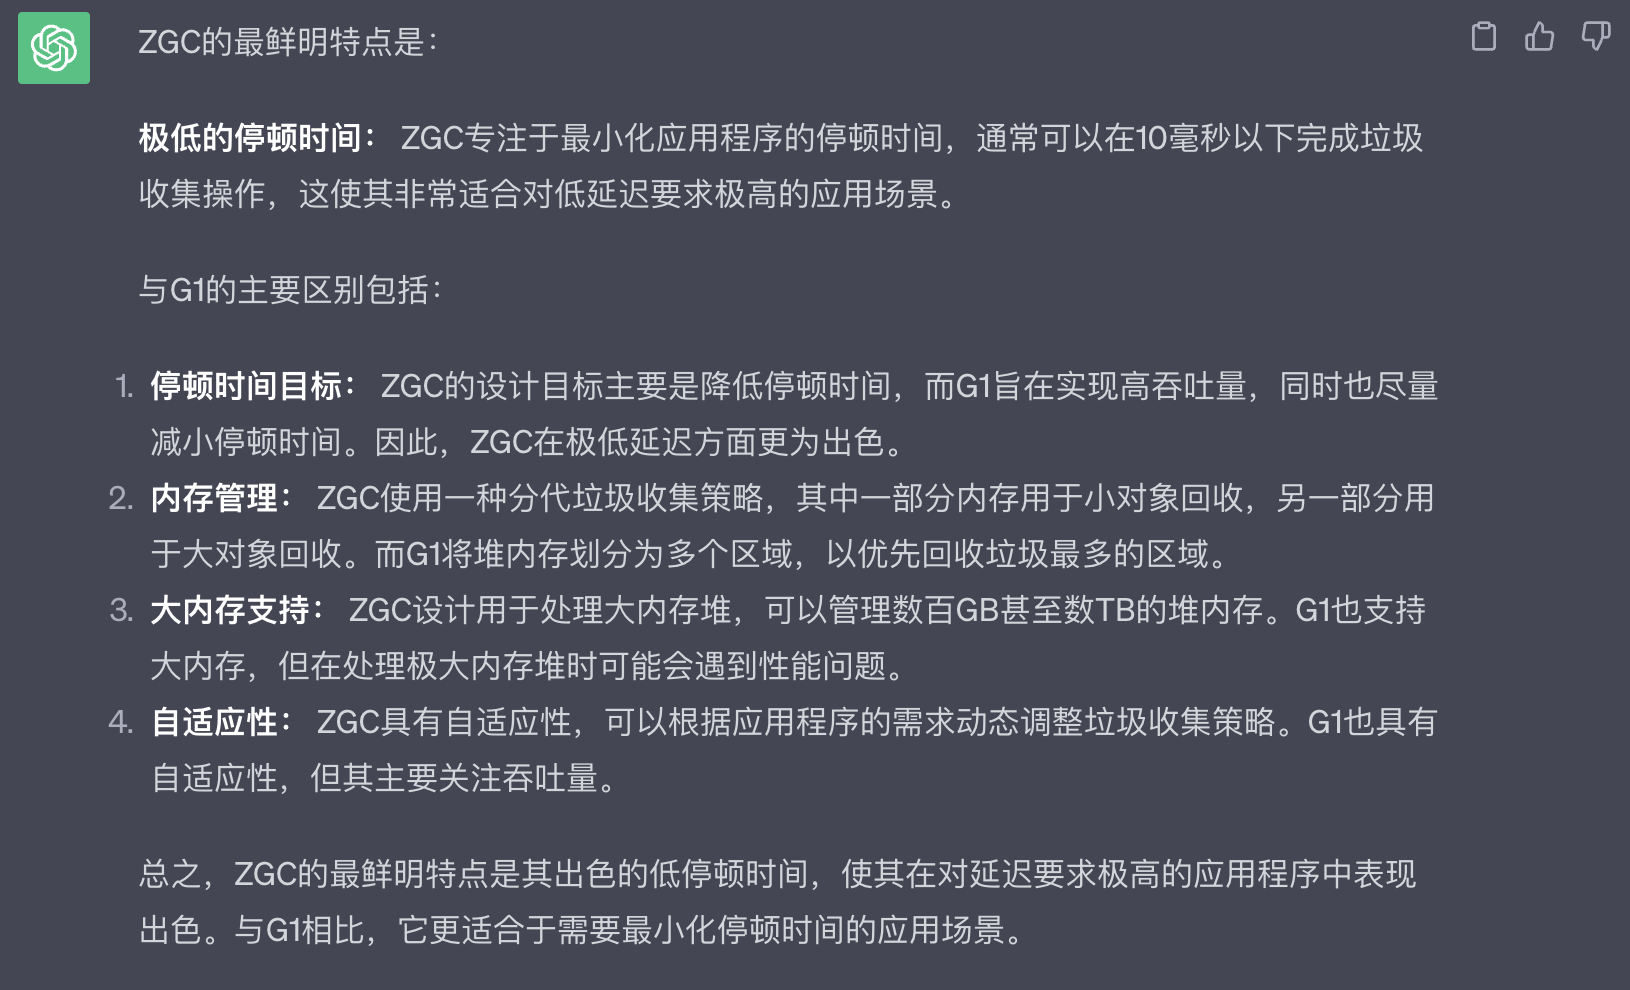 ZGC的最鲜明特点是：
极低的停顿时间： ZGC专注于最小化应用程序的停顿时间，通常可以在10毫秒以下完成垃圾
收集操作，这使其非常适合对低延迟要求极高的应用场景。
与G1的主要区别包括：
1. 停顿时间目标： ZGC的设计目标主要是降低停顿时间，而G1旨在实现高吞吐量，同时也尽量
减小停顿时间。因此，ZGC在极低延迟方面更为出色。
2. 内存管理： ZGC使用一种分代垃圾收集策略，其中一部分内存用于小对象回收，另一部分用
于大对象回收。而G1将堆内存划分为多个区域，以优先回收垃圾最多的区域。
3. 大内存支持： ZGC设计用于处理大内存堆，可以管理数百GB甚至数TB的堆内存。G1也支持
大内存，但在处理极大内存堆时可能会遇到性能问题。
4. 自适应性： ZGC具有自适应性，可以根据应用程序的需求动态调整垃圾收集策略。G1也具有
自适应性，但其主要关注吞吐量。
总之，ZGC的最鲜明特点是其出色的低停顿时间，使其在对延迟要求极高的应用程序中表现
出色。与G1相比，它更适合于需要最小化停顿时间的应用场景。